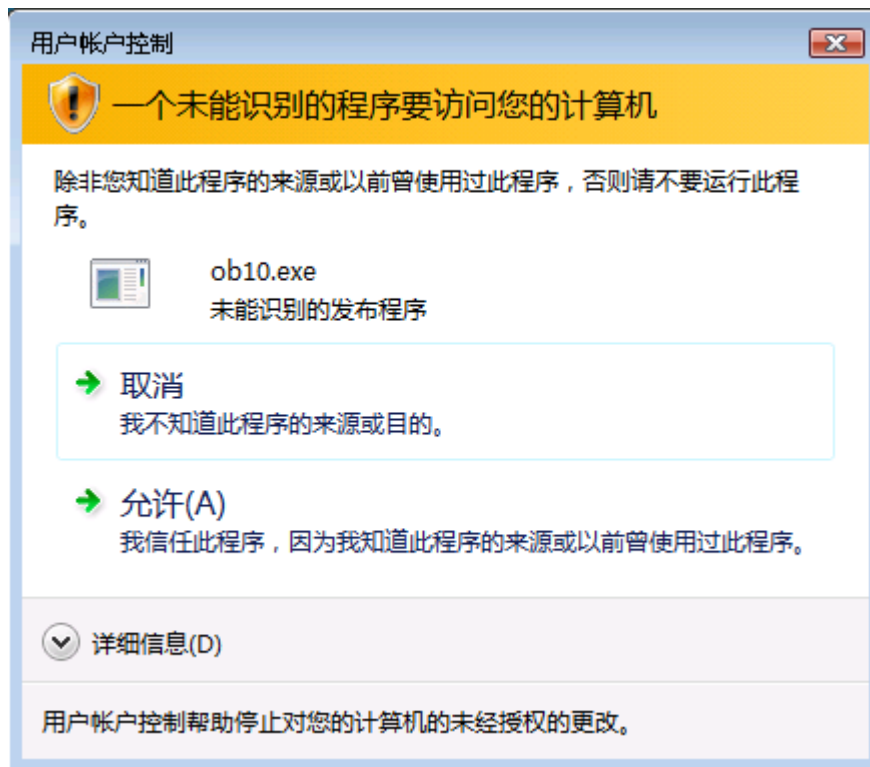 用户帐户控制
一个未能识别的程序要访问您的计算机
除非您知道此程序的来源或以前曾使用过此程序，否则请不要运行此程
序。
ob10.exe
未能识别的发布程序
取消
我不知道此程序的来源或目的。
允许(A)
我信任此程序，因为我知道此程序的来源或以前曾使用过此程序。
详细信息(D)
用户帐户控制帮助停止对您的计算机的未经授权的更改。